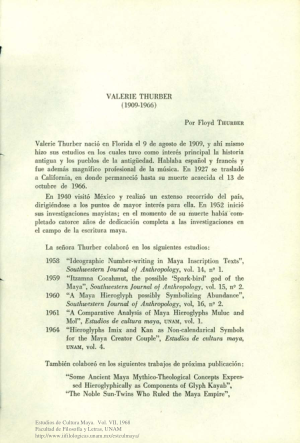 VALERIE THURBER
(1909-1966)
Por Floyd THURBER
Valerie Thurber nació en Florida el 9 de agosto de 1909, y ahí mismo
hizo sus estudios en los cuales tuvo como interés principal la historia
antigua y los pueblos de la antigüedad. Hablaba español y francés y
fue además magnífico profesional de la música. En 1927 se trasladó
a California, en donde permaneció hasta su muerte acaecida el 13 de
octubre de 1966.
En 1940 visitó México y realizó un extenso recorrido del país,
dirigiéndose a los puntos de mayor interés para ella. En 1952 inició
sus investigaciones mayistas; en el momento de su muerte había com-
pletado catorce años de dedicación completa a las investigaciones en
el campo de la escritura maya.
La señora Thurber colaboró en los siguientes estudios:
1958 "Ideographic Number-writing in Maya Inscription Texts",
Southwestern Journal of Anthropology, vol. 14, nº 1.
1959 "Itzamna Cocahmut, the possible 'Spark-bird' god of the
Maya", Southwestern Journal of Anthropology, vol. 15, nº 2.
1960 "A Maya Hieroglyph possibly Symbolizing Abundance",
Southwestern Journal of Anthropology, vol, 16, nº 2.
1961 "A Comparative Analysis of Maya Hieroglyphs Muluc and
Mol", Estudios de cultura maya, UNAM, vol. 1.
1964 "Hieroglyphs Imix and Kan as Non-calendarical Symbols
for the Maya Creator Couple", Estudios de cultura maya,
UNAM, vol. 4.
También colaboró en los siguientes trabajos de próxima publicación:
"Some Ancient Maya Mythico-Theological Concepts Expres-
sed Hieroglyphically as Components of Glyph Kayab",
"The Noble Sun-Twins Who Ruled the Maya Empire",
Estudios de Cultura Maya. Vol. VII, 1968
Facultad de Filosofía y Letras, UNAM
http://www.iifilologicas.unam.mx/estculmaya/